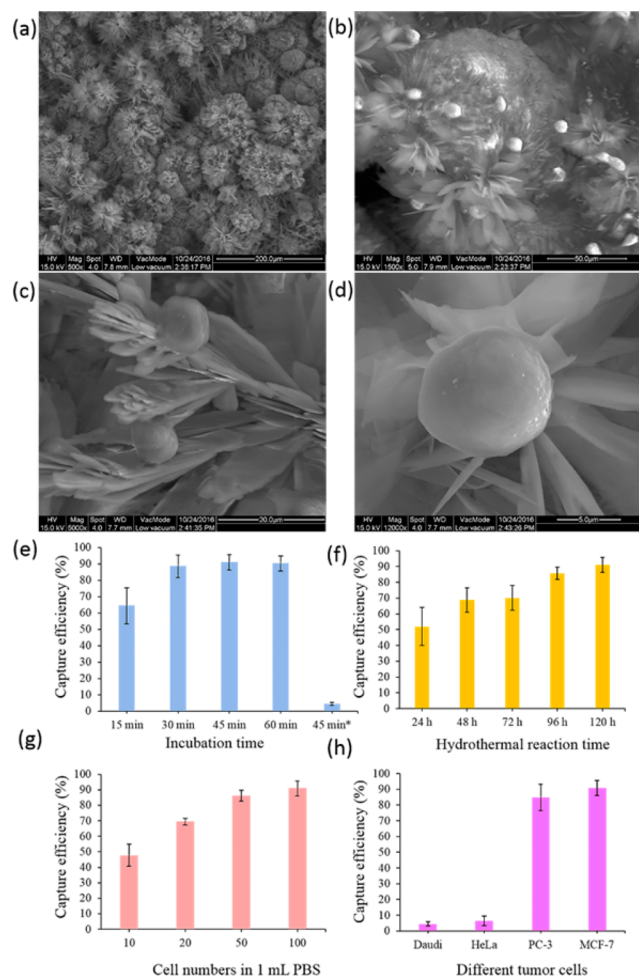 (a)
(b)
HV Mag Spot WD VacMode 10/24/2016 200.0µm
15.0 kV 500x 4.0 7.8 mm Low vacuum 2:38:17 PM
HV Mag Spot WD VacMode 10/24/2016 50.0µm
15.0 kV 1500x 5.0 7.9 mm Low vacuum 2:23:37 PM
(c)
(d)
HV Mag Spot WD VacMode 10/24/2016 20.0µm
15.0 kV 5000x 4.0 7.7 mm Low vacuum 2:41:35 PM
HV Mag Spot WD VacMode 10/24/2016 5.0µm
15.0 kV 12000x 4.0 7.7 mm Low vacuum 2:43:26 PM
(e)
Capture efficiency (%)
100
90
80
70
60
50
40
30
20
10
0
15 min 30 min 45 min 60 min 45 min*
Incubation time
(f)
Capture efficiency (%)
100
90
80
70
60
50
40
30
20
10
0
24 h 48 h 72 h 96 h 120 h
Hydrothermal reaction time
(g)
Capture efficiency (%)
100
90
80
70
60
50
40
30
20
10
0
10 20 50 100
Cell numbers in 1 mL PBS
(h)
Capture efficiency (%)
100
90
80
70
60
50
40
30
20
10
0
Daudi HeLa PC-3 MCF-7
Different tumor cells